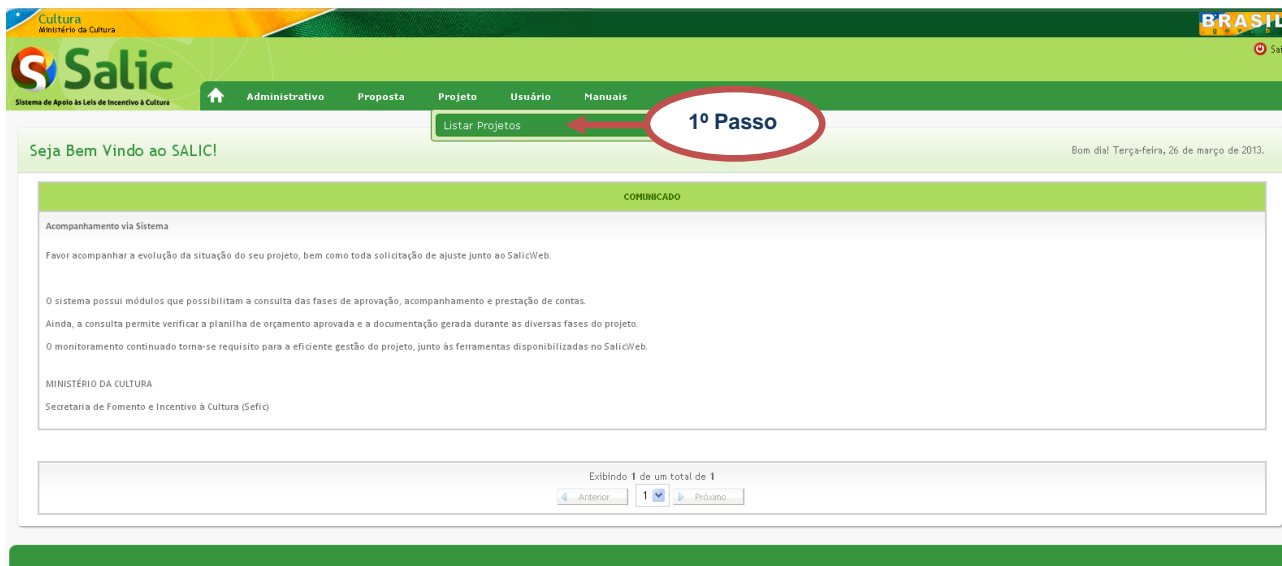 Cultura
Ministério da Cultura
BRASIL
Salic
Sistema de Apoio às Leis de Incentivo à Cultura
Administrativo Proposta Projeto Usuário Manuais
Listar Projetos
1º Passo
Seja Bem Vindo ao SALIC!
Bom dia! Terça-feira, 26 de março de 2013.
COMUNICADO
Acompanhamento via Sistema
Favor acompanhar a evolução da situação do seu projeto, bem como toda solicitação de ajuste junto ao SalicWeb.
O sistema possui módulos que possibilitam a consulta das fases de aprovação, acompanhamento e prestação de contas.
Ainda, a consulta permite verificar a planilha de orçamento aprovada e a documentação gerada durante as diversas fases do projeto.
O monitoramento continuado torna-se requisito para a eficiente gestão do projeto, junto às ferramentas disponibilizadas no SalicWeb.
MINISTÉRIO DA CULTURA
Secretaria de Fomento e Incentivo à Cultura (Sefic)
Exibindo 1 de um total de 1
Anterior 1 Próximo